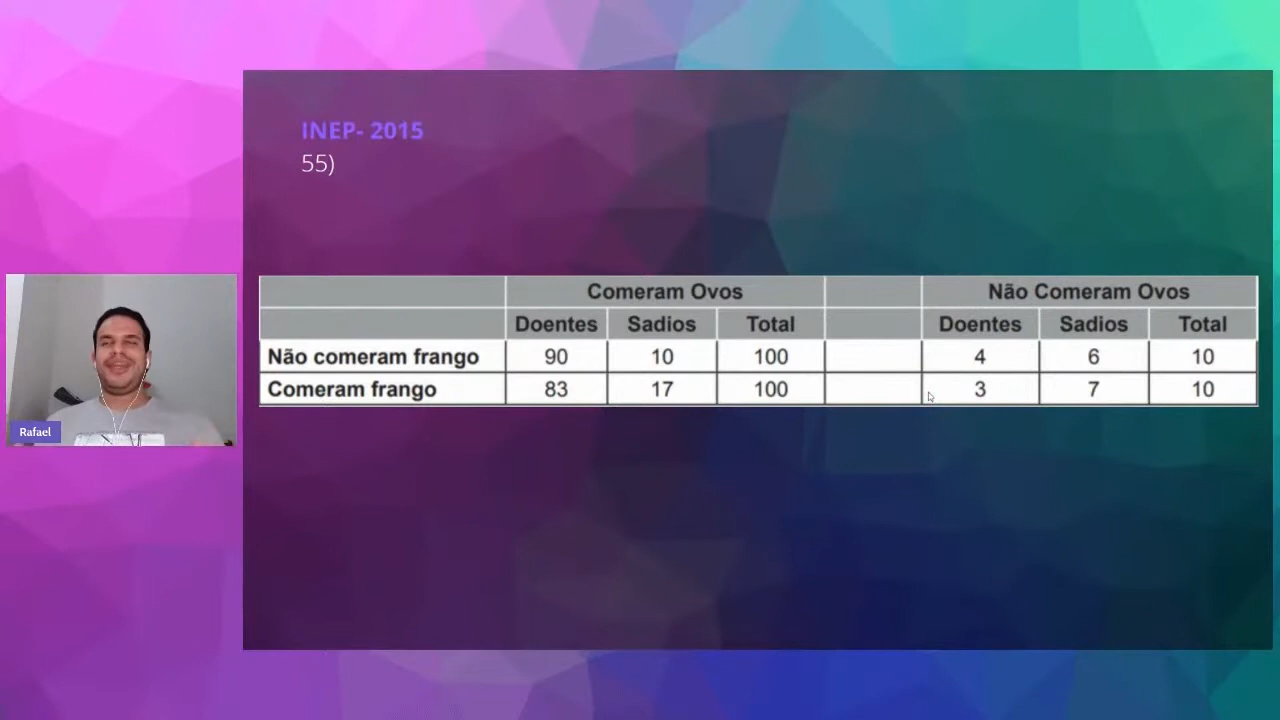 INEP- 2015
55)
Comeram Ovos Não Comeram Ovos
Doentes Sadios Total Doentes Sadios Total
Não comeram frango 90 10 100 4 6 10
Comeram frango 83 17 100 3 7 10
Rafael